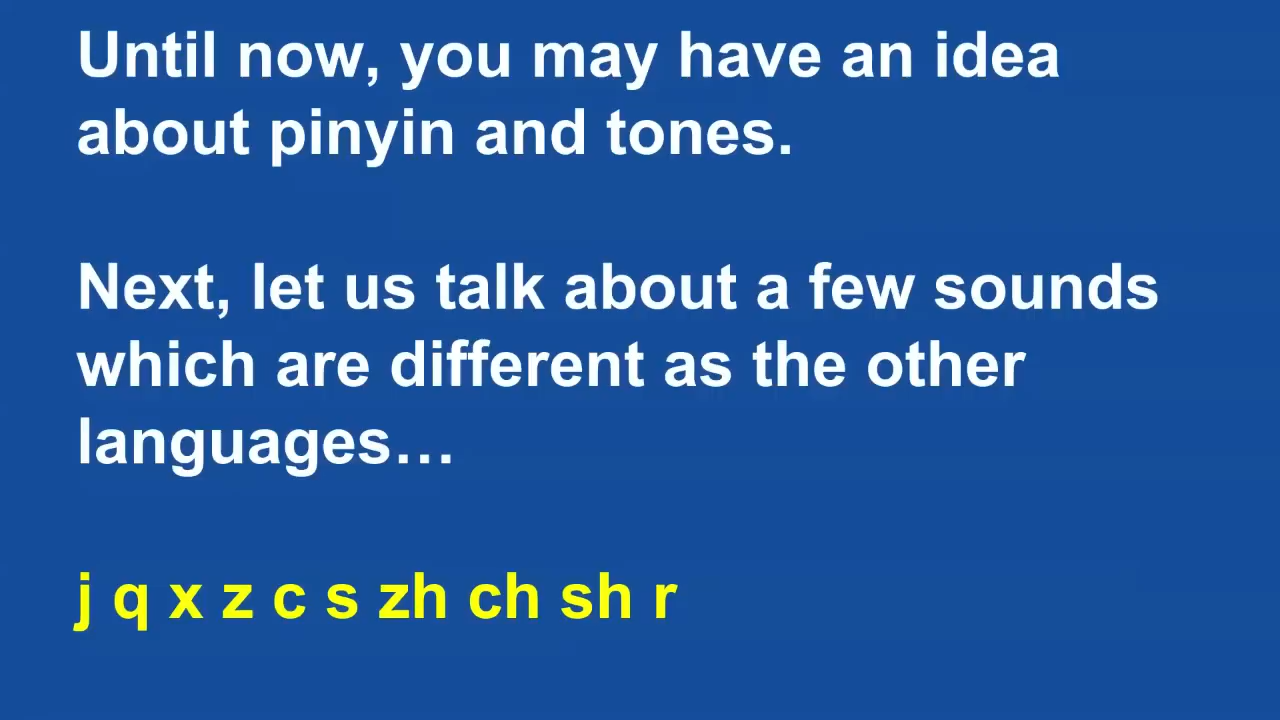 Until now, you may have an idea
about pinyin and tones.
Next, let us talk about a few sounds
which are different as the other
languages…
j q x z c s zh ch sh r